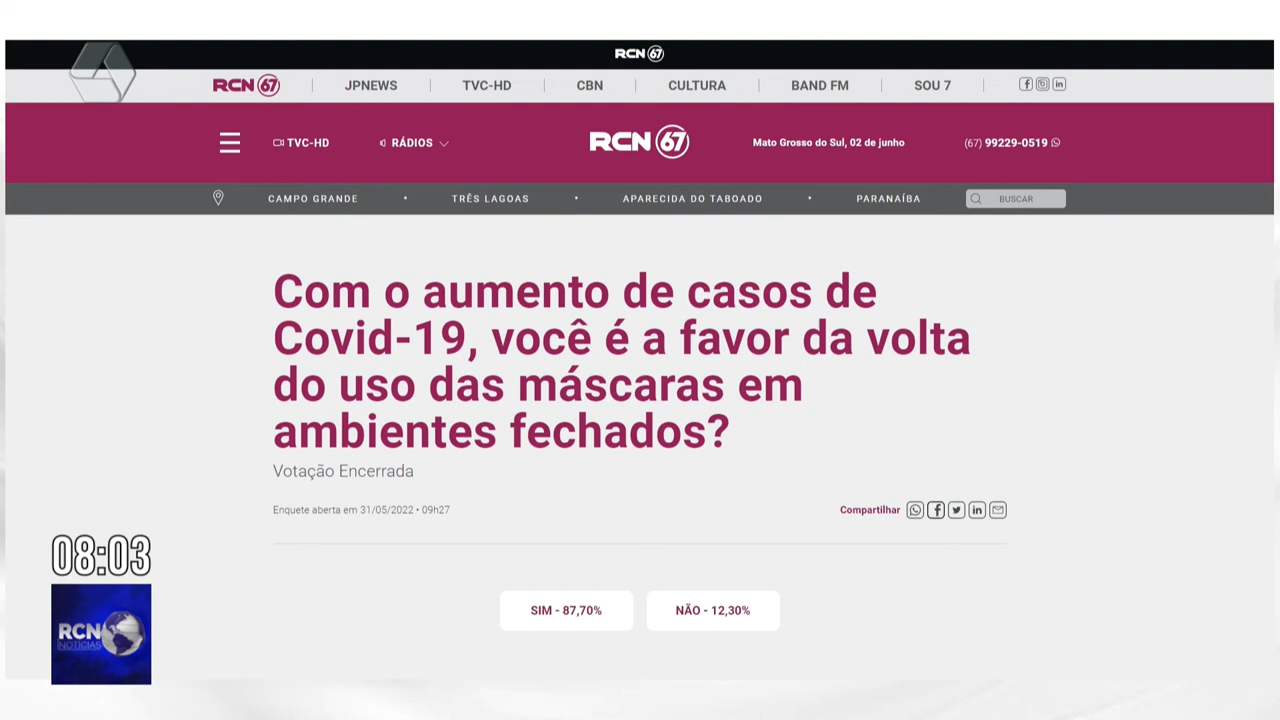 RCN 67
RCN 67 JPNEWS TVC-HD CBN CULTURA BAND FM SOU 7
TVC-HD RÁDIOS RCN 67 Mato Grosso do Sul, 02 de junho (67) 99229-0519
CAMPO GRANDE • TRÊS LAGOAS • APARECIDA DO TABOADO • PARANAÍBA BUSCAR
Com o aumento de casos de
Covid-19, você é a favor da volta
do uso das máscaras em
ambientes fechados?
Votação Encerrada
Enquete aberta em 31/05/2022 • 09h27 Compartilhar
08:03
SIM - 87,70% NÃO - 12,30%
RCN
NOTÍCIAS